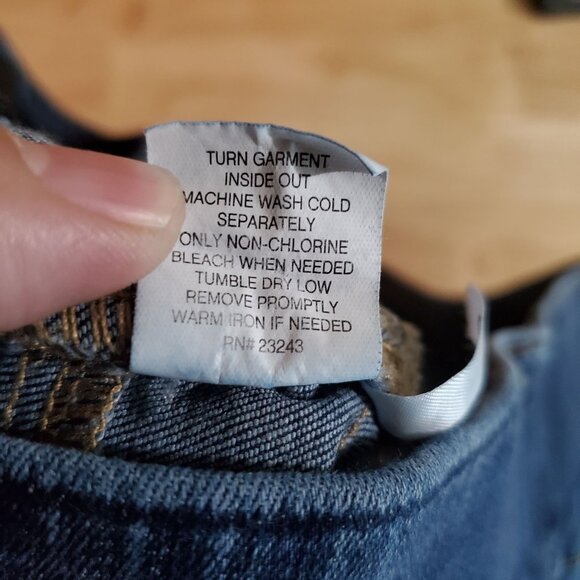 TURN GARMENT
INSIDE OUT
MACHINE WASH COLD
SEPARATELY
ONLY NON-CHLORINE
BLEACH WHEN NEEDED
TUMBLE DRY LOW
REMOVE PROMPTLY
WARM IRON IF NEEDED
RN# 23243